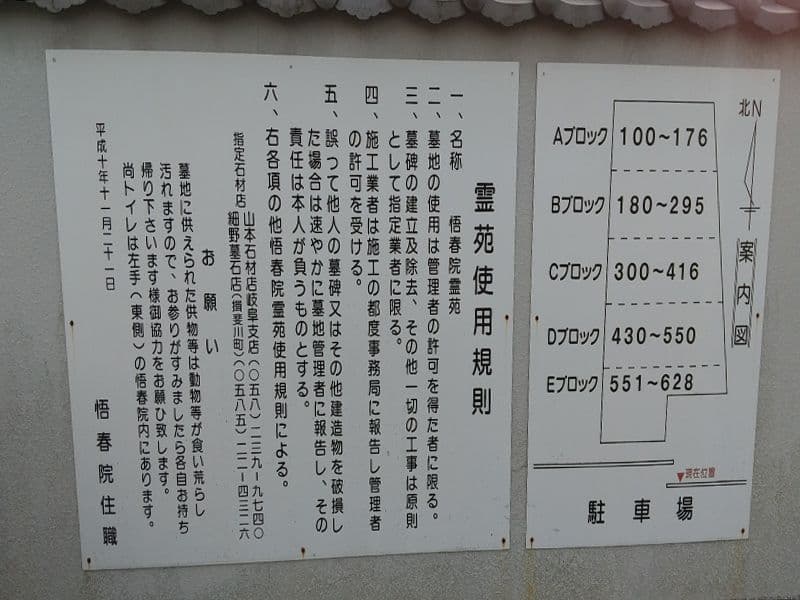 霊苑使用規則
一、名称　悟春院霊苑
二、墓地の使用は管理者の許可を得た者に限る。
三、墓碑の建立及除去、その他一切の工事は原則
として指定業者に限る。
四、施工業者は施工の都度事務局に報告し管理者
の許可を受ける。
五、誤って他人の墓碑又はその他建造物を破損し
た場合は速やかに墓地管理者に報告し、その
責任は本人が負うものとする。
六、右各項の他悟春院霊苑使用規則による。
指定石材店　山本石材店岐阜支店（〇五八）二三九ー九七四〇
細野墓石店（揖斐川町）（〇五八五）二二ー四三二六
お願い
墓地に供えられた供物等は動物等が食い荒らし
汚れますので、お参りがすみましたら各自お持ち
帰り下さいます様御協力をお願い致します。
尚トイレは左手（東側）の悟春院内にあります。
平成十年十一月二十一日
悟春院住職
北N
案内図
Aブロック 100〜176
Bブロック 180〜295
Cブロック 300〜416
Dブロック 430〜550
Eブロック 551〜628
▼現在位置
駐車場